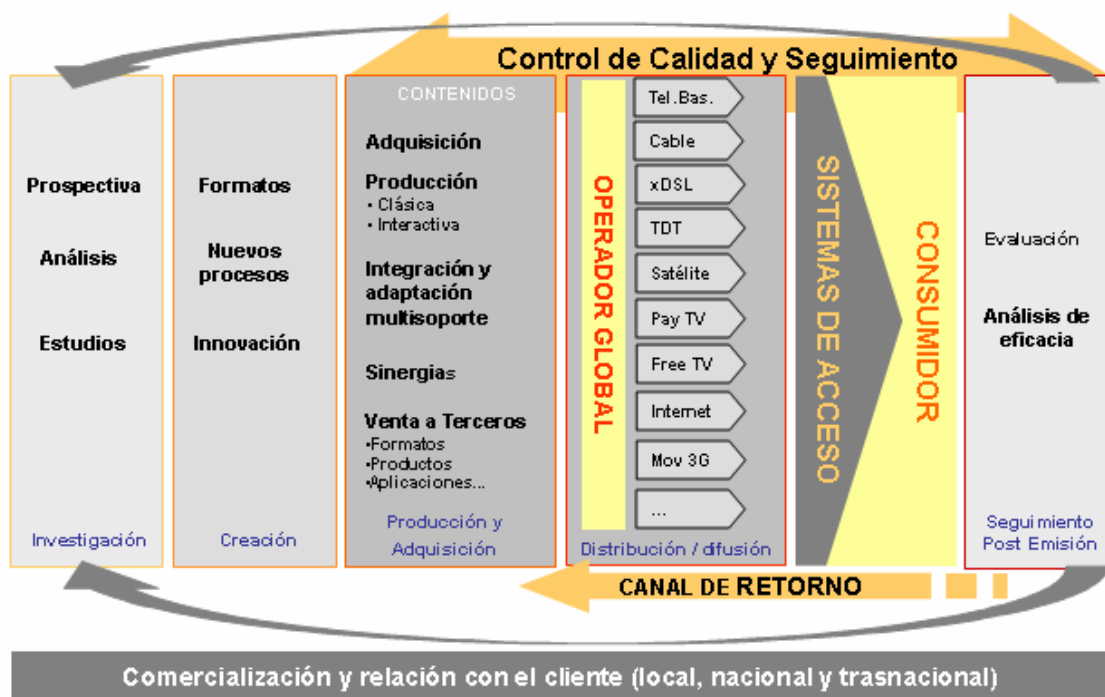 Control de Calidad y Seguimiento
Prospectiva
Análisis
Estudios
Investigación
Formatos
Nuevos
procesos
Innovación
Creación
CONTENIDOS
Adquisición
Producción
• Clásica
• Interactiva
Integración y
adaptación
multisoporte
Sinergias
Venta a Terceros
•Formatos
•Productos
•Aplicaciones...
Producción y
Adquisición
OPERADOR GLOBAL
Tel.Bas.
Cable
xDSL
TDT
Satélite
Pay TV
Free TV
Internet
Mov 3G
...
Distribución / difusión
SISTEMAS DE ACCESO
CONSUMIDOR
Evaluación
Análisis de
eficacia
Seguimiento
Post Emisión
CANAL DE RETORNO
Comercialización y relación con el cliente (local, nacional y trasnacional)